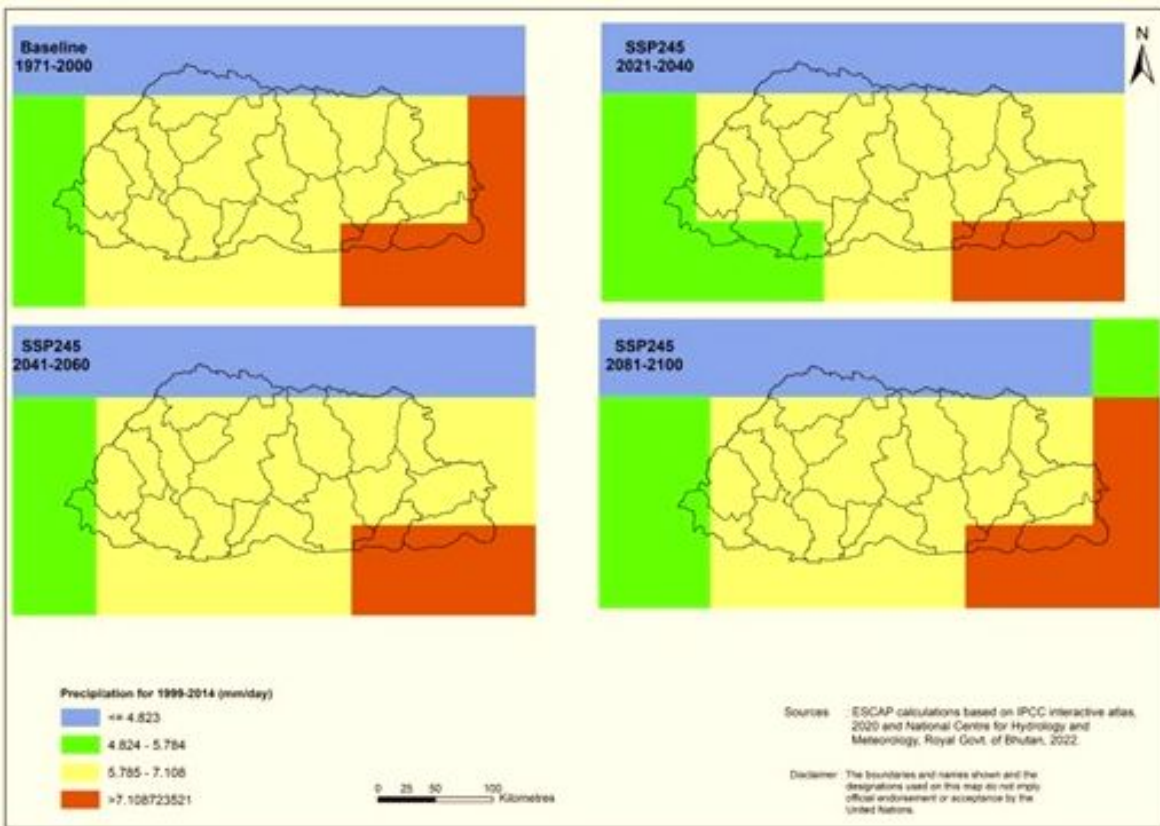 Baseline
1971-2000
SSP245
2021-2040
N
SSP245
2041-2060
SSP245
2081-2100
Precipitation for 1999-2014 (mm/day)
<= 4.823
4.824 - 5.784
5.785 - 7.108
>7.108723521
0 25 50 100
Kilometres
Sources : ESCAP calculations based on IPCC interactive atlas,
2020 and National Centre for Hydrology and
Meteorology, Royal Govt. of Bhutan, 2022.
Disclaimer : The boundaries and names shown and the
designations used on this map do not imply
official endorsement or acceptance by the
United Nations.